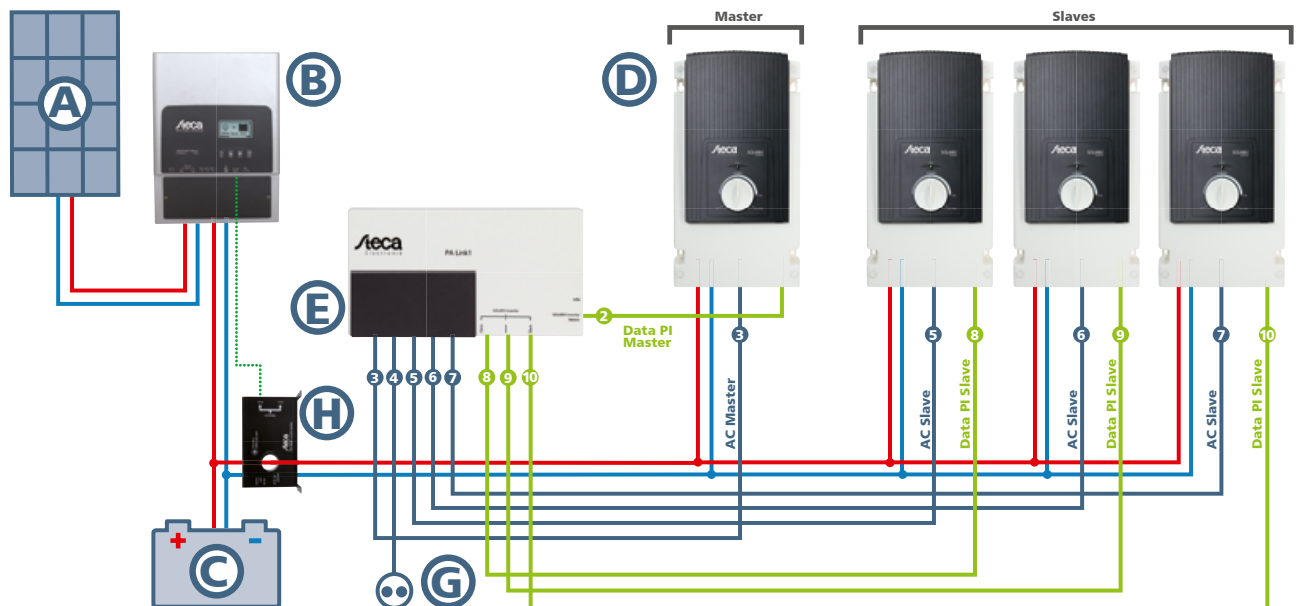 Master
Slaves
A
B
D
Steca
Steca
Steca
Steca
Steca
Steca
Electronik
PA Link1
E
2
Data PI
Master
3
5
8
6
9
7
10
3
4
5
6
7
8
9
10
AC Master
AC Slave
Data PI Slave
AC Slave
Data PI Slave
AC Slave
Data PI Slave
H
Steca
+
−
C
G